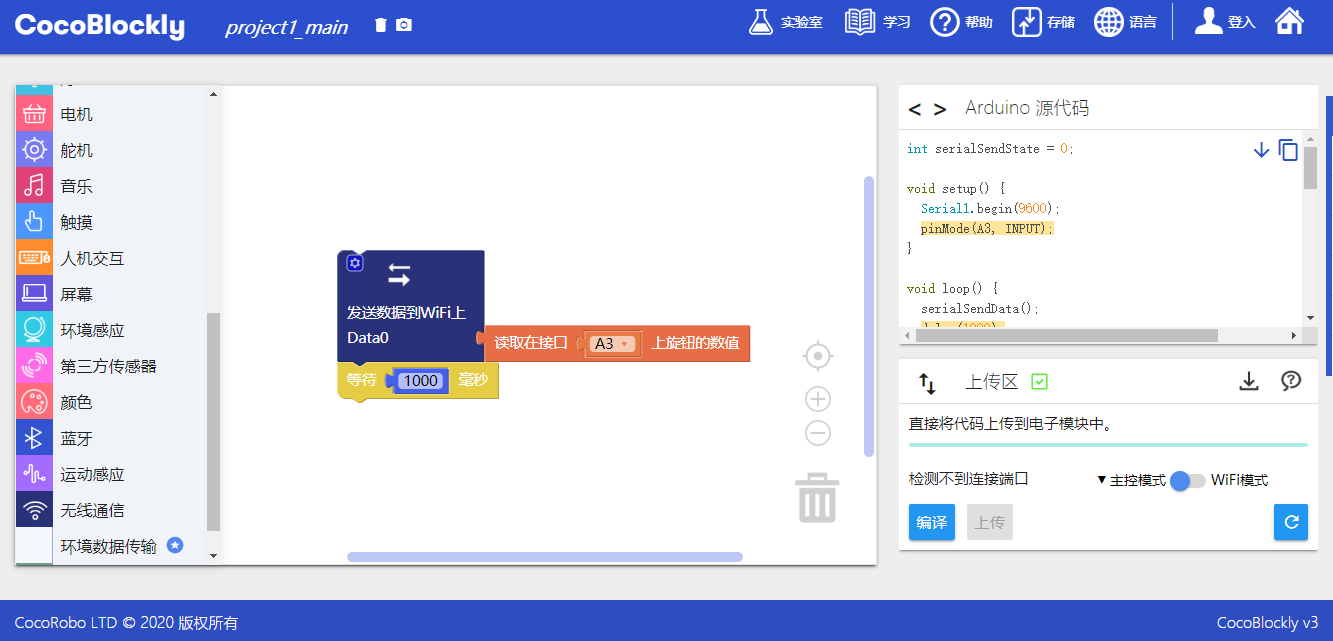 CocoBlockly
project1_main
实验室
学习
帮助
存储
语言
登入
电机
舵机
音乐
触摸
人机交互
屏幕
环境感应
第三方传感器
颜色
蓝牙
运动感应
无线通信
环境数据传输
发送数据到WiFi上
Data0
读取在接口 A3 上旋钮的数值
等待 1000 毫秒
< > Arduino 源代码
int serialSendState = 0;
void setup() {
Serial1.begin(9600);
pinMode(A3, INPUT);
}
void loop() {
serialSendData();
上传区
直接将代码上传到电子模块中。
检测不到连接端口
主控模式
WiFi模式
编译
上传
CocoRobo LTD © 2020 版权所有
CocoBlockly v3